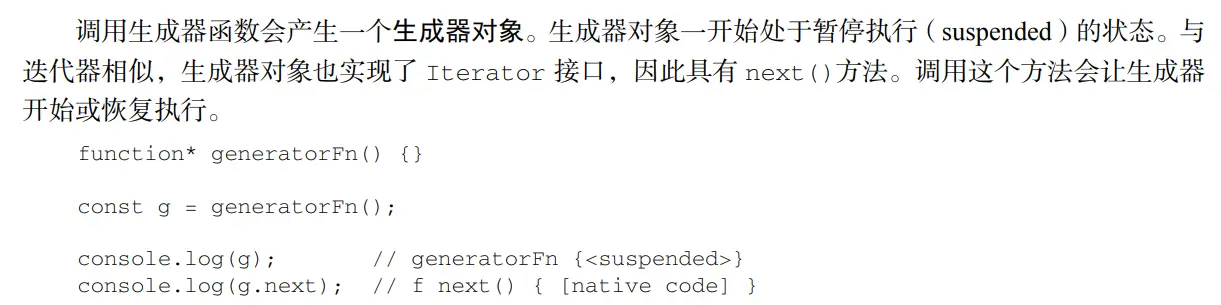 调用生成器函数会产生一个生成器对象。生成器对象一开始处于暂停执行（suspended）的状态。与
迭代器相似，生成器对象也实现了 Iterator 接口，因此具有 next()方法。调用这个方法会让生成器
开始或恢复执行。
function* generatorFn() {}
const g = generatorFn();
console.log(g);       // generatorFn {<suspended>}
console.log(g.next);  // f next() { [native code] }